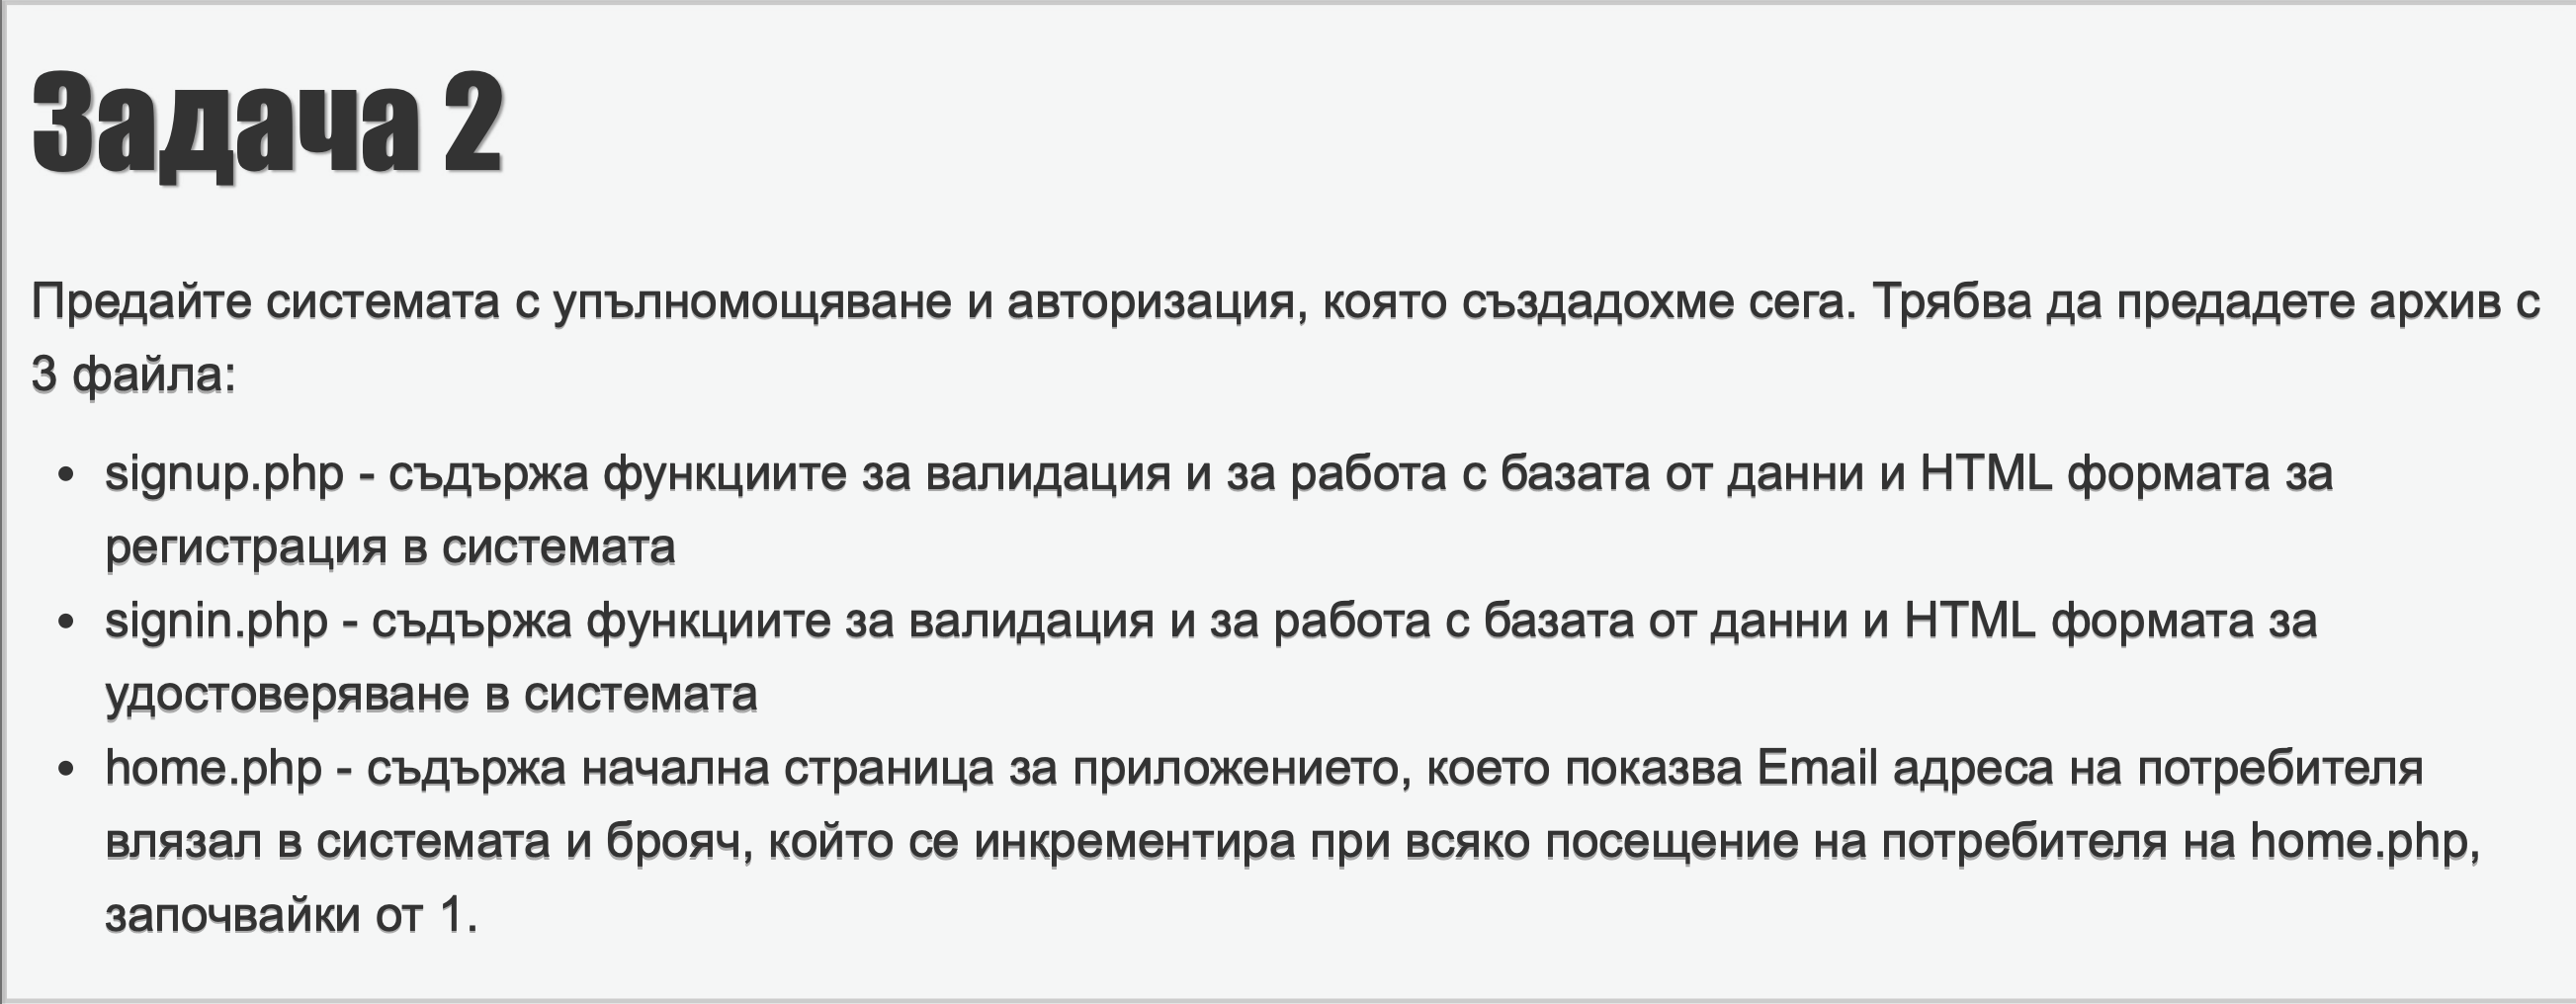 Задача 2
Предайте системата с упълномощяване и авторизация, която създадохме сега. Трябва да предадете архив с
3 файла:
• signup.php - съдържа функциите за валидация и за работа с базата от данни и HTML формата за
регистрация в системата
• signin.php - съдържа функциите за валидация и за работа с базата от данни и HTML формата за
удостоверяване в системата
• home.php - съдържа начална страница за приложението, което показва Email адреса на потребителя
влязал в системата и брояч, който се инкрементира при всяко посещение на потребителя на home.php,
започвайки от 1.